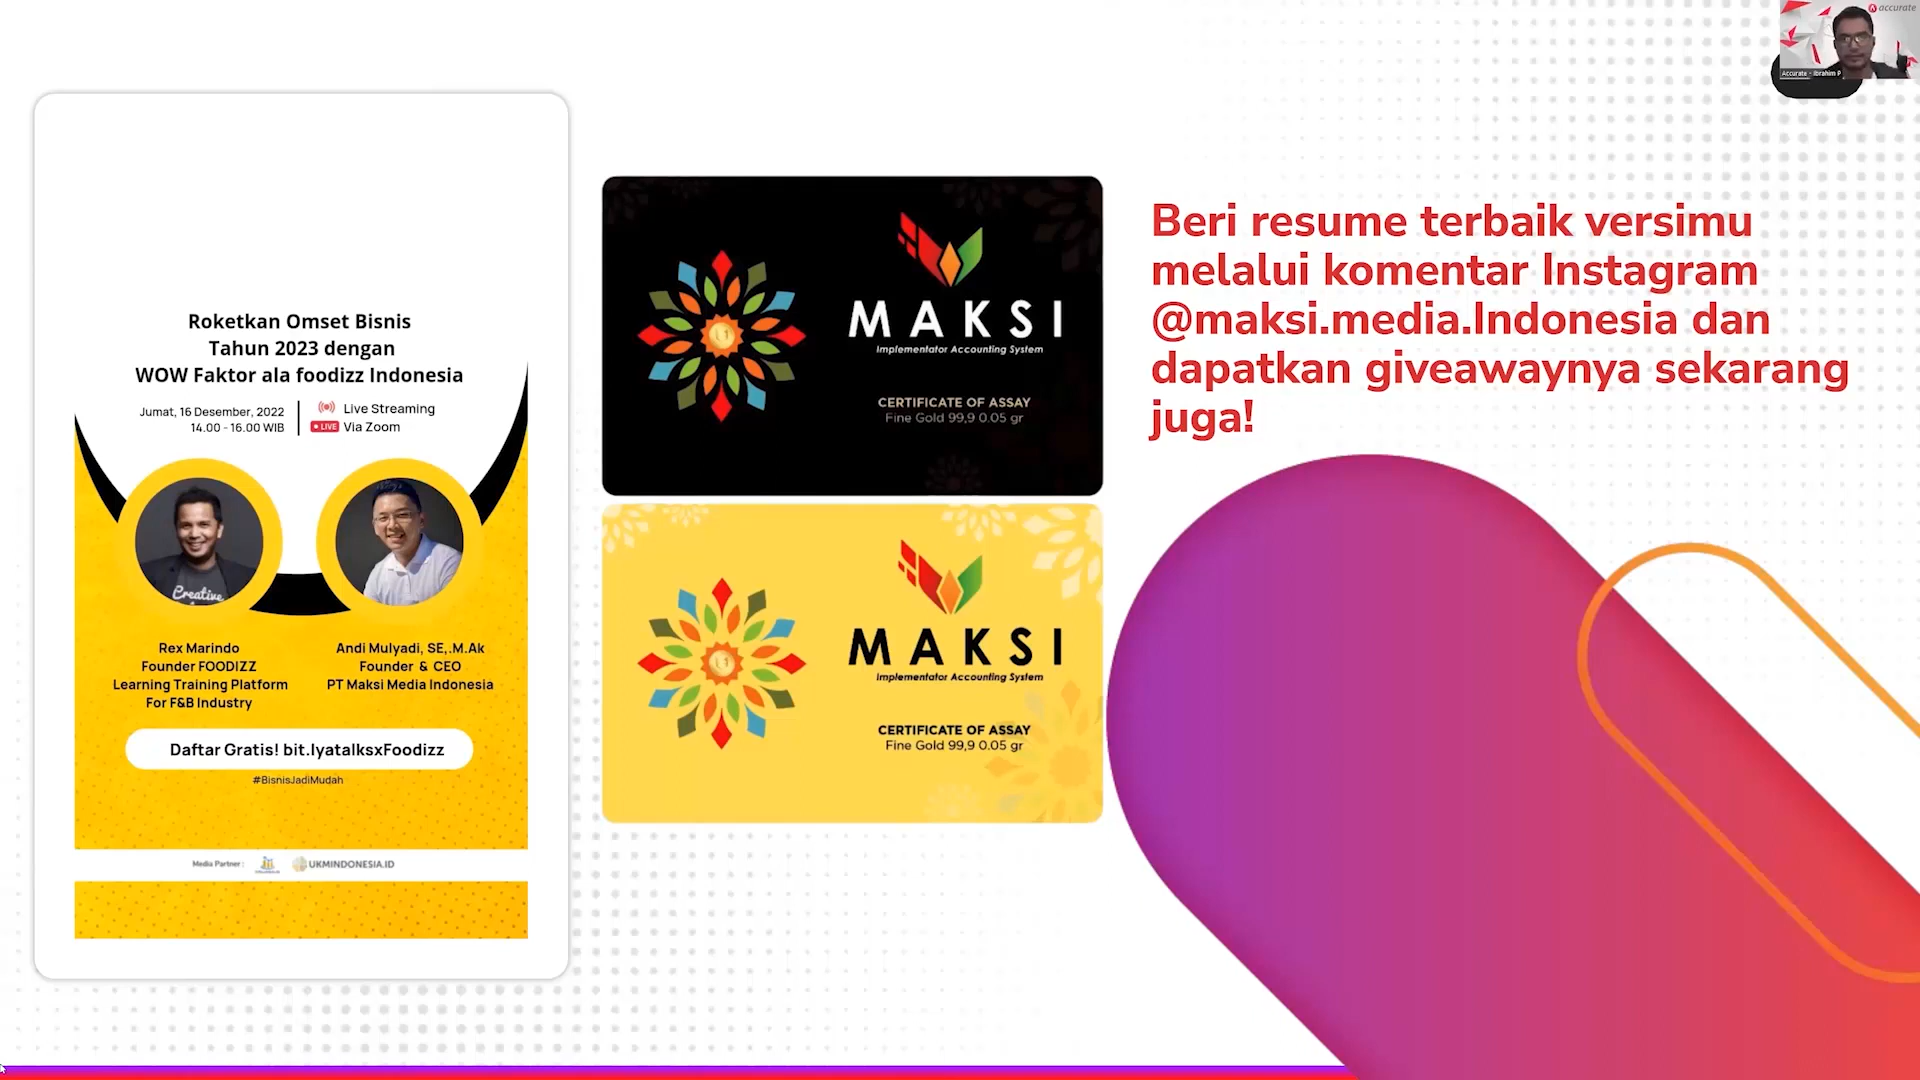 accurate
Accurate - Ibrahim P
Roketkan Omset Bisnis
Tahun 2023 dengan
WOW Faktor ala foodizz Indonesia
Jumat, 16 Desember, 2022
14.00 - 16.00 WIB
Live Streaming
LIVE Via Zoom
Creative
Rex Marindo
Founder FOODIZZ
Learning Training Platform
For F&B Industry
Andi Mulyadi, SE,.M.Ak
Founder & CEO
PT Maksi Media Indonesia
Daftar Gratis! bit.lyatalksxFoodizz
#BisnisJadiMudah
Media Partner :
UKMINDONESIA.ID
MAKSI
Implementator Accounting System
CERTIFICATE OF ASSAY
Fine Gold 99,9 0.05 gr
MAKSI
Implementator Accounting System
CERTIFICATE OF ASSAY
Fine Gold 99,9 0.05 gr
Beri resume terbaik versimu
melalui komentar Instagram
@maksi.media.Indonesia dan
dapatkan giveawaynya sekarang
juga!